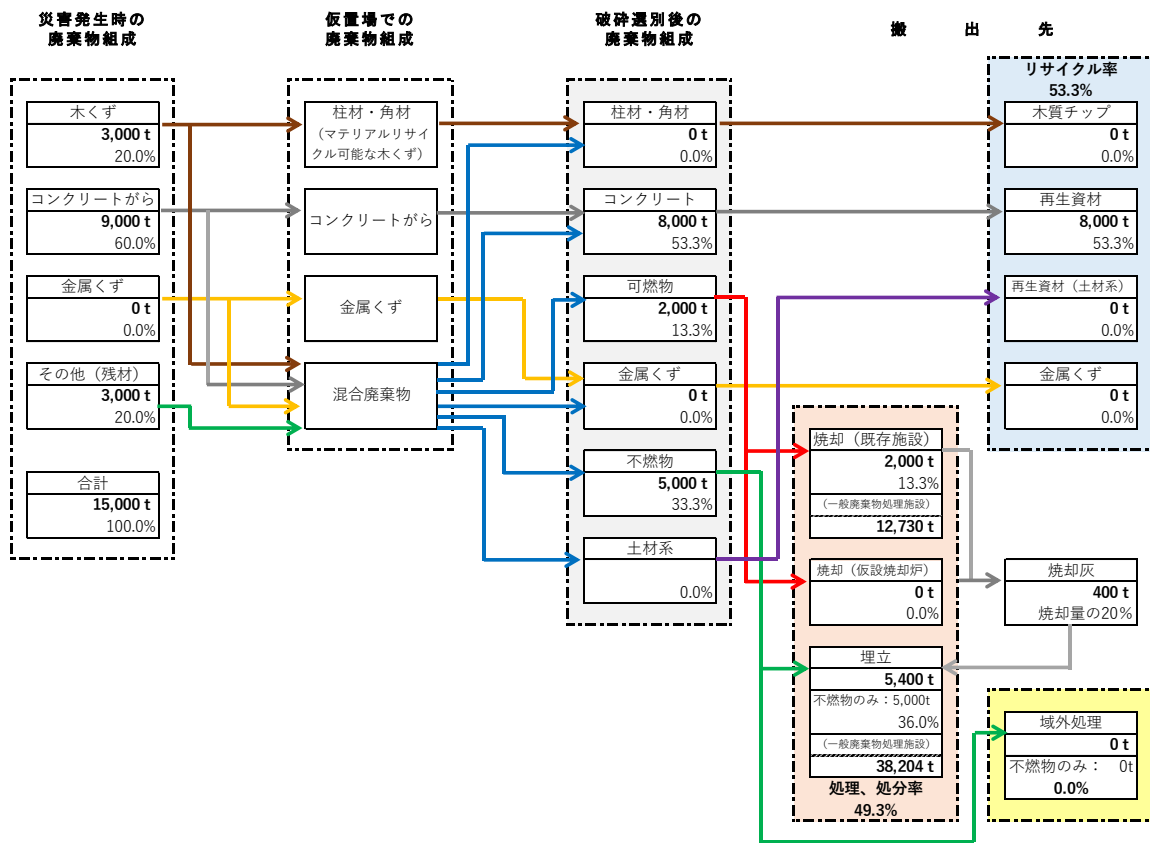 災害発生時の
廃棄物組成
木くず
3,000 t
20.0%
コンクリートがら
9,000 t
60.0%
金属くず
0 t
0.0%
その他（残材）
3,000 t
20.0%
合計
15,000 t
100.0%
仮置場での
廃棄物組成
柱材・角材
（マテリアルリサイ
クル可能な木くず）
コンクリートがら
金属くず
混合廃棄物
破砕選別後の
廃棄物組成
柱材・角材
0 t
0.0%
コンクリート
8,000 t
53.3%
可燃物
2,000 t
13.3%
金属くず
0 t
0.0%
不燃物
5,000 t
33.3%
土材系
0.0%
搬　出　先
リサイクル率
53.3%
木質チップ
0 t
0.0%
再生資材
8,000 t
53.3%
再生資材（土材系）
0 t
0.0%
金属くず
0 t
0.0%
焼却（既存施設）
2,000 t
13.3%
（一般廃棄物処理施設）
12,730 t
焼却（仮設焼却炉）
0 t
0.0%
埋立
5,400 t
不燃物のみ：5,000t
36.0%
（一般廃棄物処理施設）
38,204 t
処理、処分率
49.3%
焼却灰
400 t
焼却量の20%
域外処理
0 t
不燃物のみ：　0t
0.0%